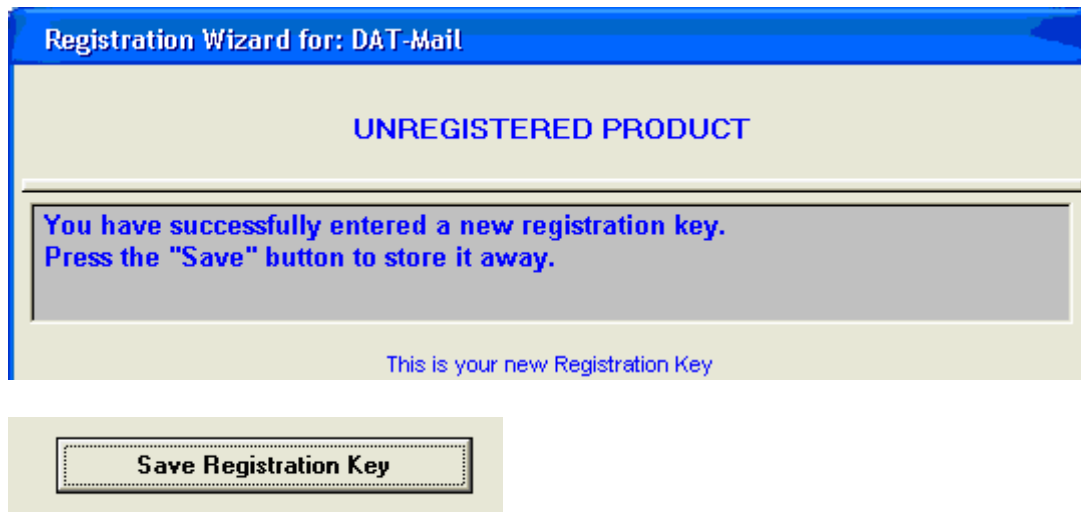 Registration Wizard for: DAT-Mail
UNREGISTERED PRODUCT
You have successfully entered a new registration key.
Press the "Save" button to store it away.
This is your new Registration Key
Save Registration Key